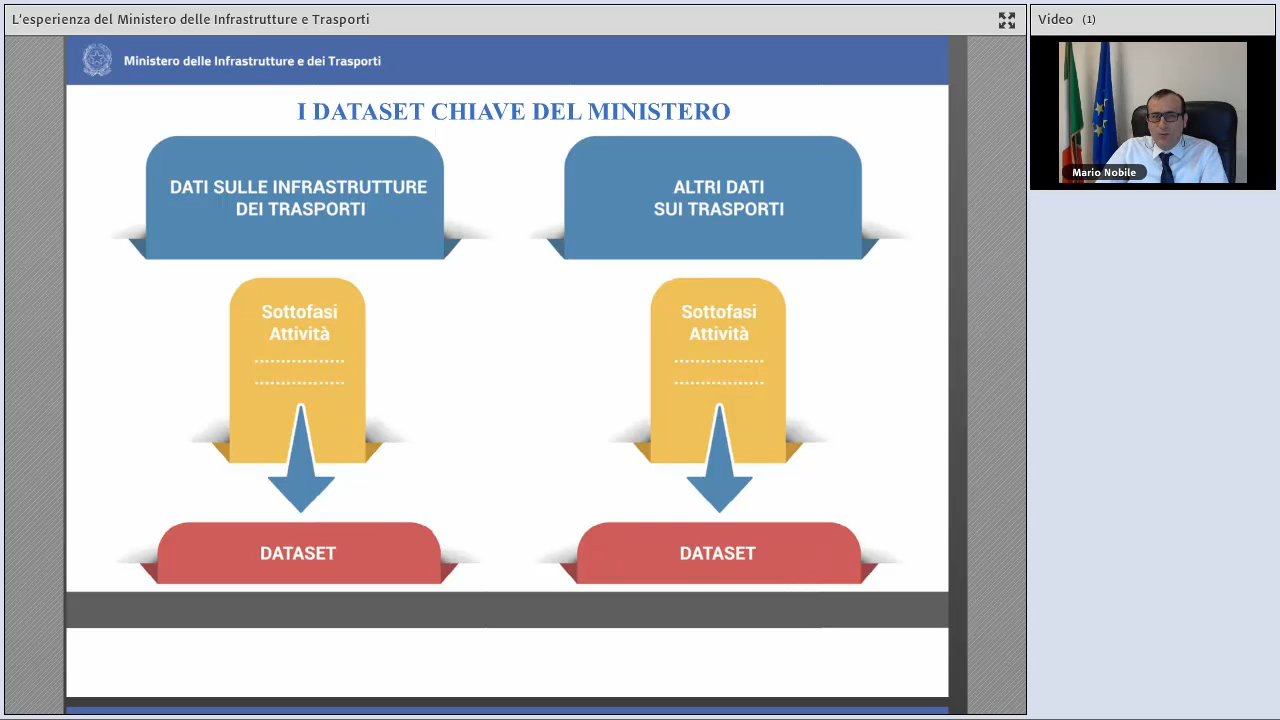 L'esperienza del Ministero delle Infrastrutture e Trasporti
Video (1)
Ministero delle Infrastrutture e dei Trasporti
Mario Nobile
I DATASET CHIAVE DEL MINISTERO
DATI SULLE INFRASTRUTTURE
DEI TRASPORTI
ALTRI DATI
SUI TRASPORTI
Sottofasi
Attività
Sottofasi
Attività
DATASET
DATASET